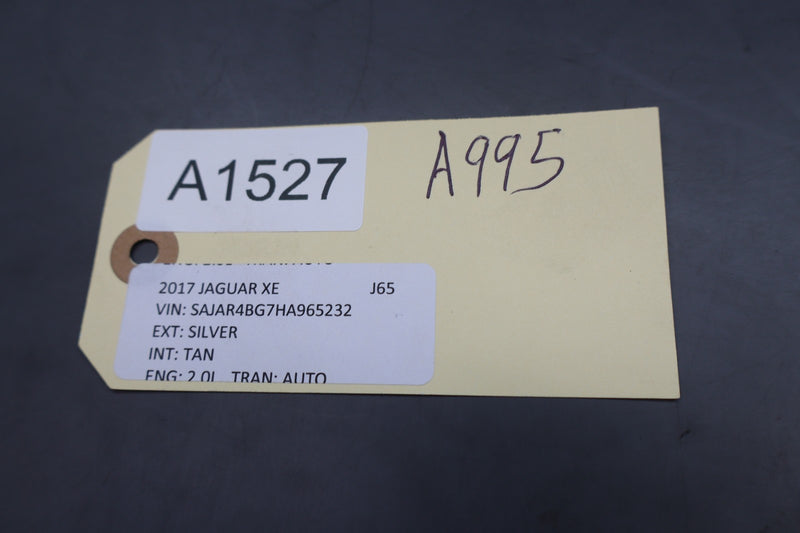 A1527
A995
2017 JAGUAR XE J65
VIN: SAJAR4BG7HA965232
EXT: SILVER
INT: TAN
ENG: 2.0L TRAN: AUTO